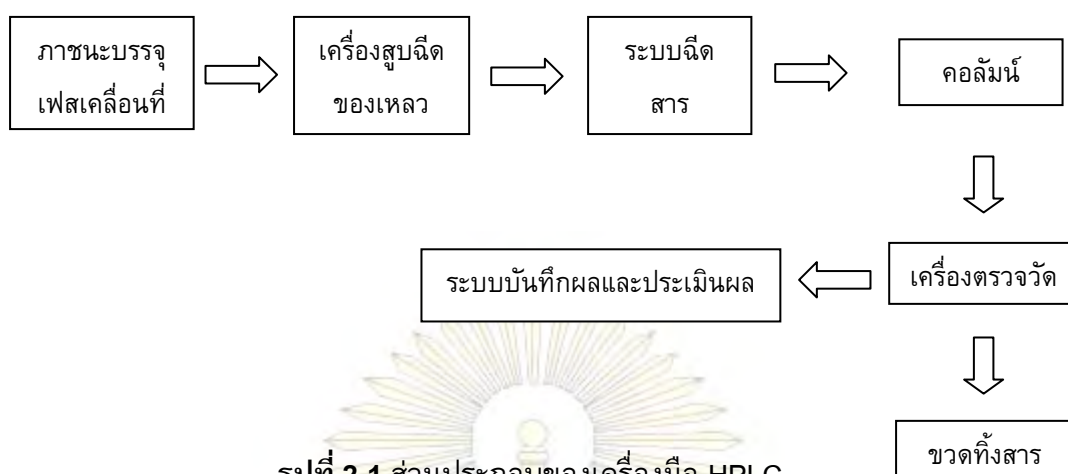 ภาชนะบรรจุ
เฟสเคลื่อนที่
เครื่องสูบฉีด
ของเหลว
ระบบฉีด
สาร
คอลัมน์
เครื่องตรวจวัด
ระบบบันทึกผลและประเมินผล
ขวดทิ้งสาร
รูปที่ 2.1 ส่วนประกอบของเครื่องมือ HPLC